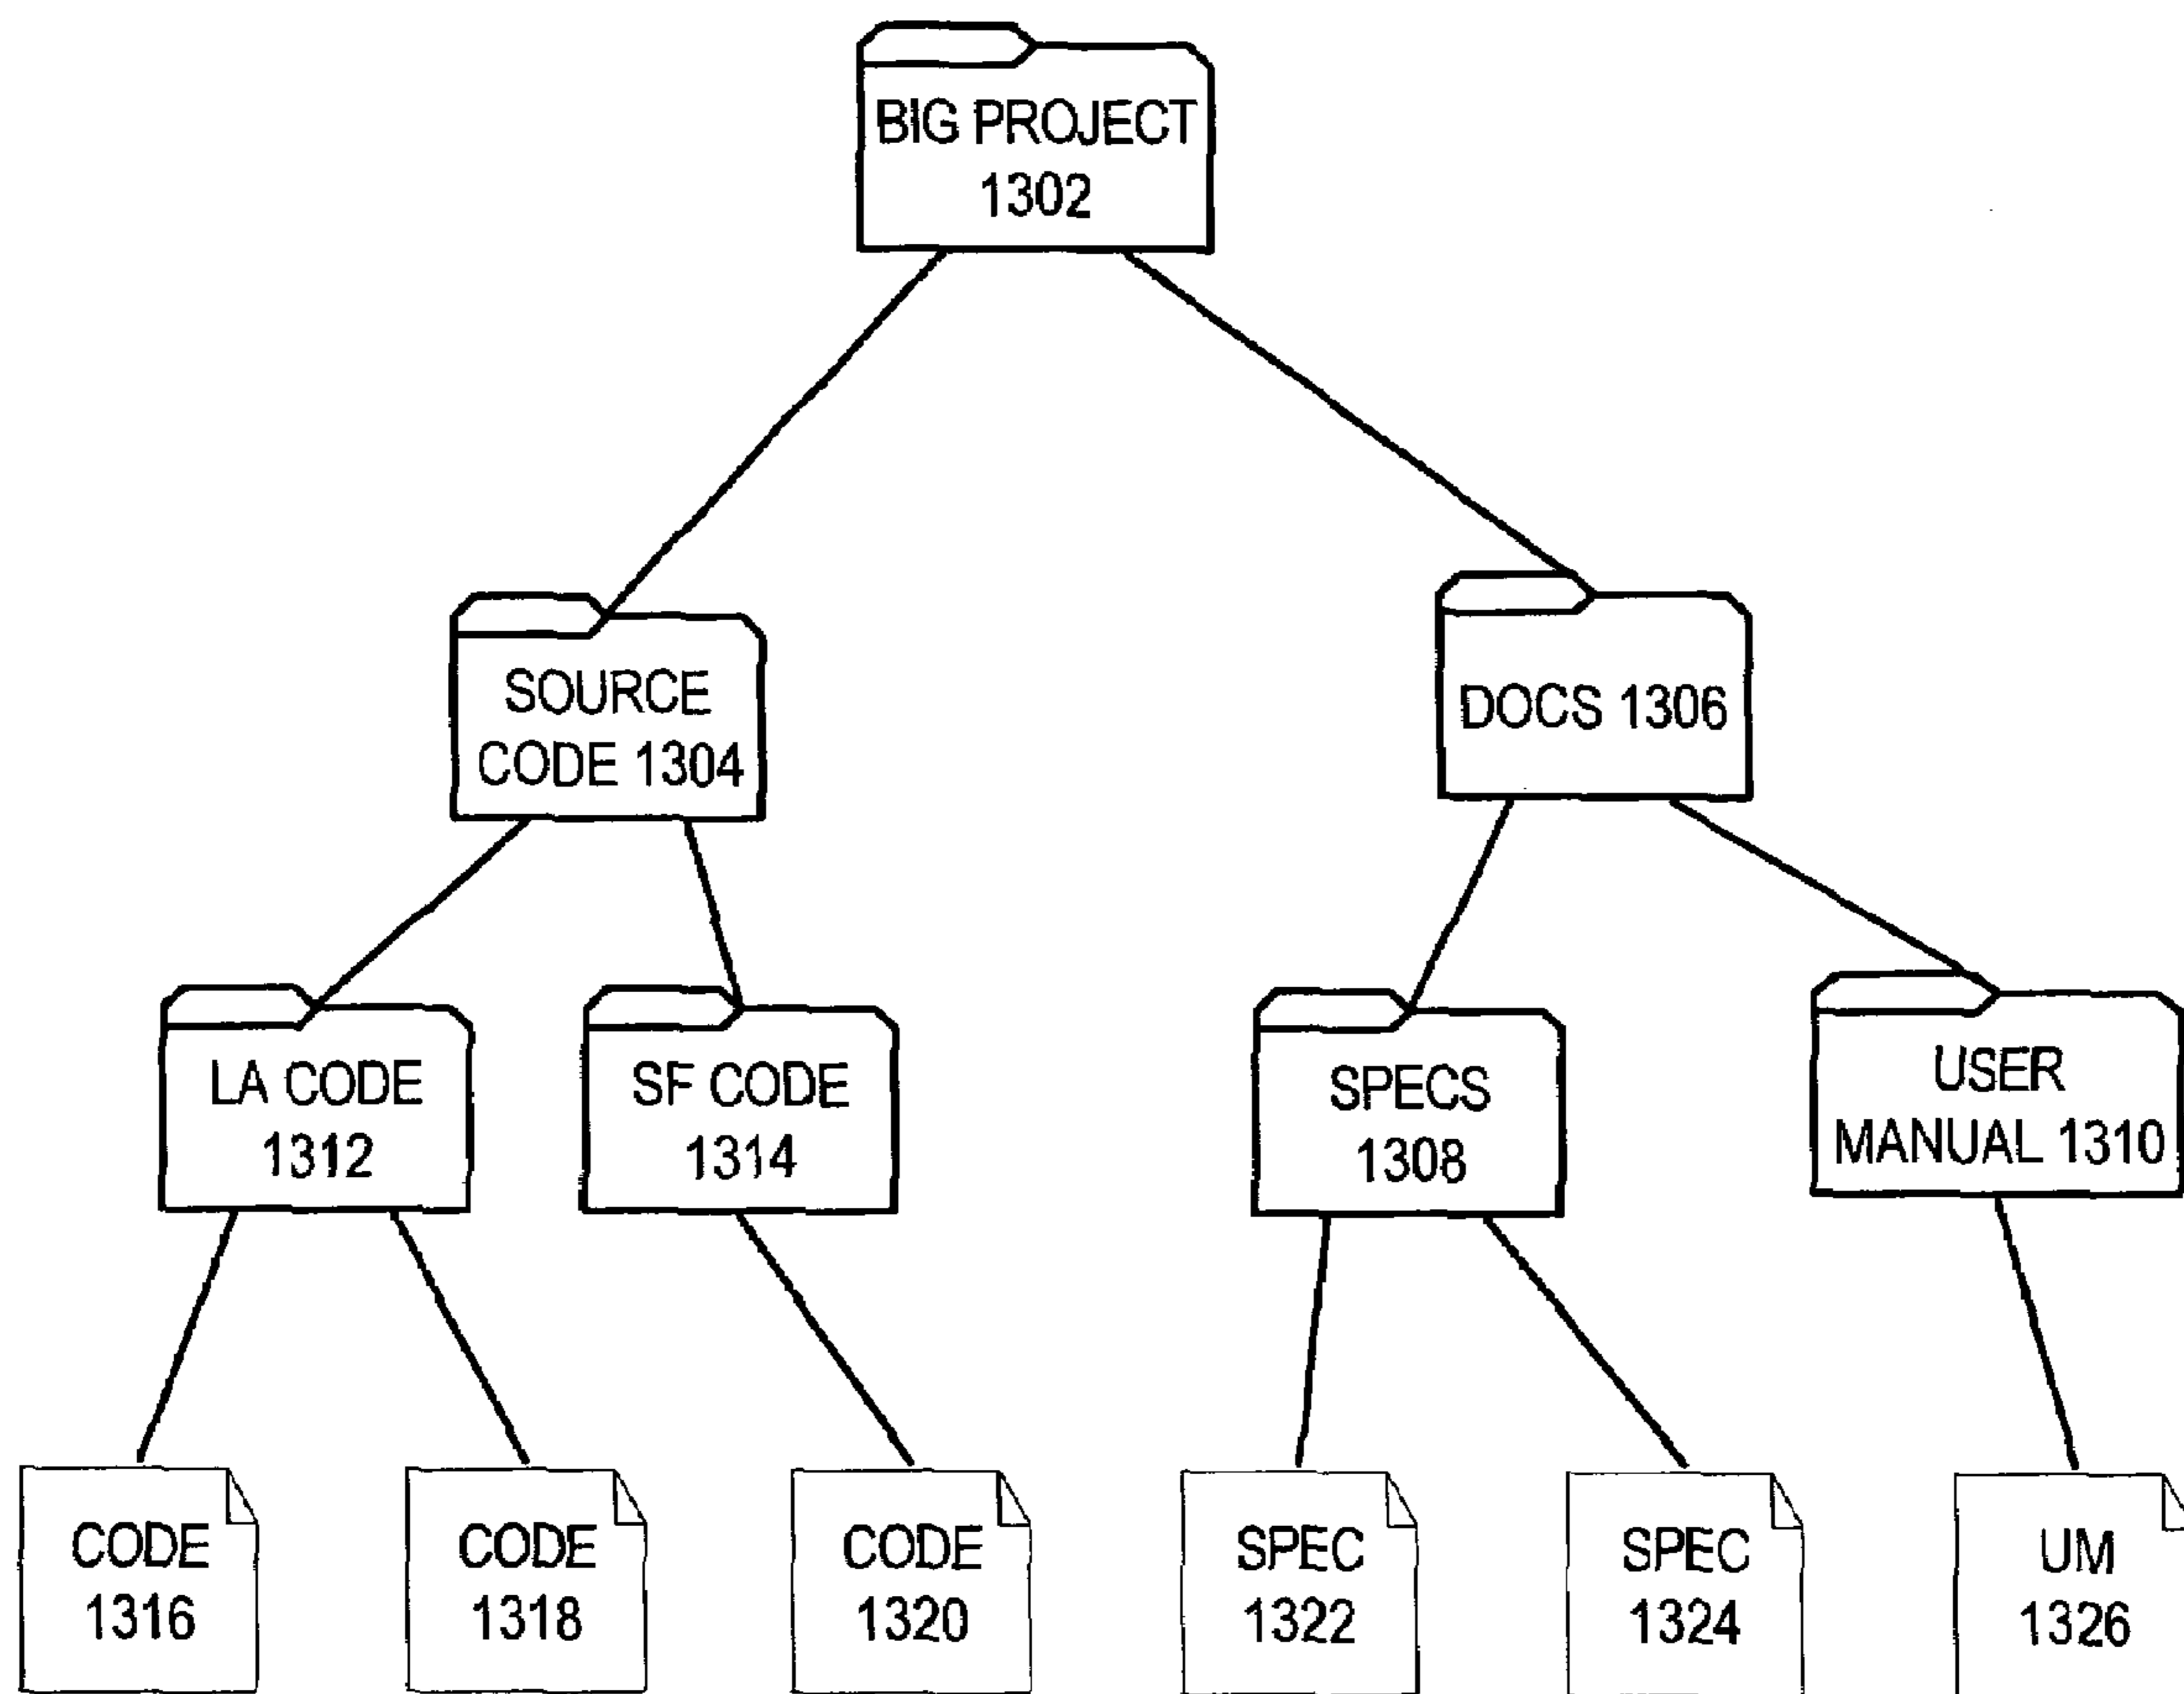 BIG PROJECT
1302
SOURCE
CODE 1304
DOCS 1306
LA CODE
1312
SF CODE
1314
SPECS
1308
USER
MANUAL 1310
CODE
1316
CODE
1318
CODE
1320
SPEC
1322
SPEC
1324
UM
1326